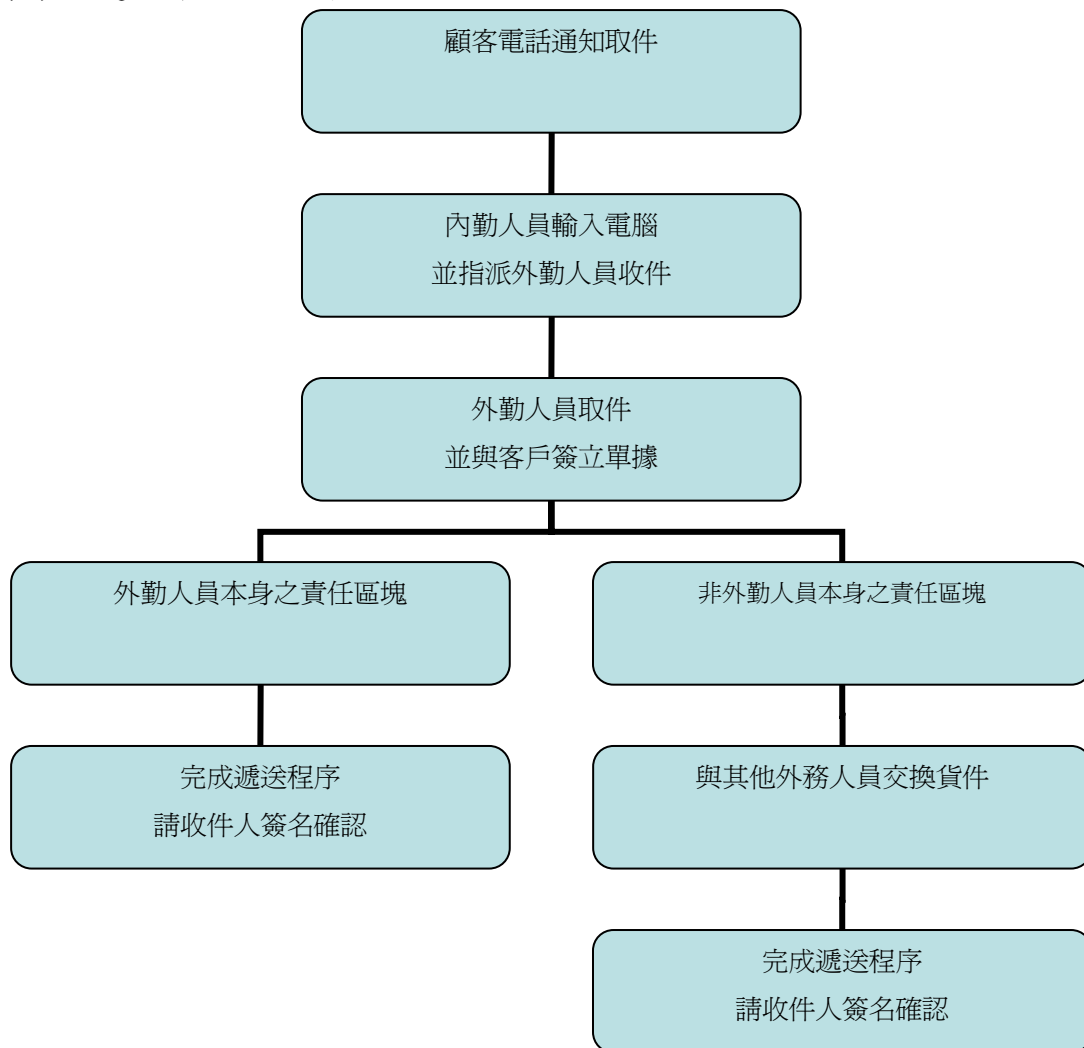 顧客電話通知取件
內勤人員輸入電腦
並指派外勤人員收件
外勤人員取件
並與客戶簽立單據
外勤人員本身之責任區塊
非外勤人員本身之責任區塊
完成遞送程序
請收件人簽名確認
與其他外務人員交換貨件
完成遞送程序
請收件人簽名確認